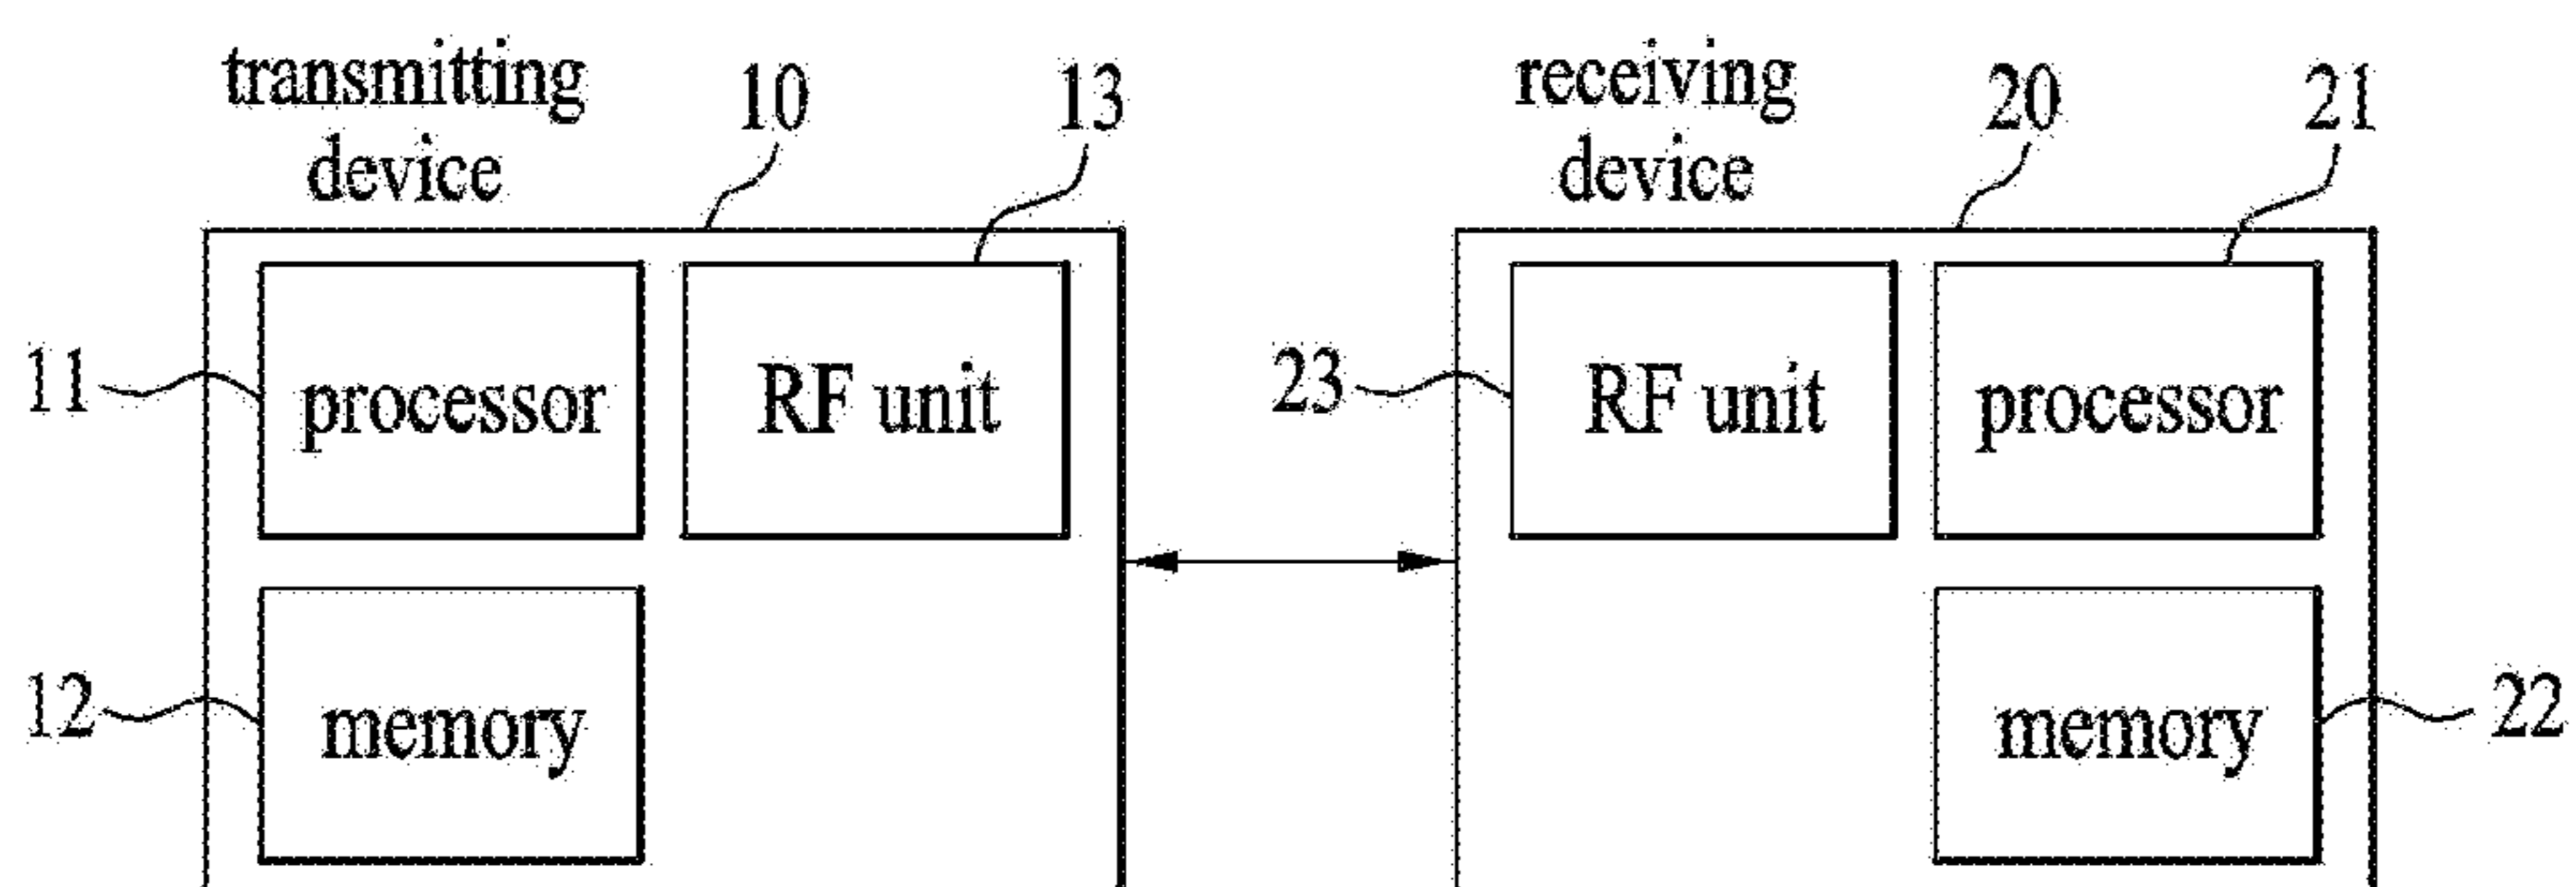 transmitting
device
10
13
receiving
device
20
21
11
processor
RF unit
23
RF unit
processor
12
memory
memory
22